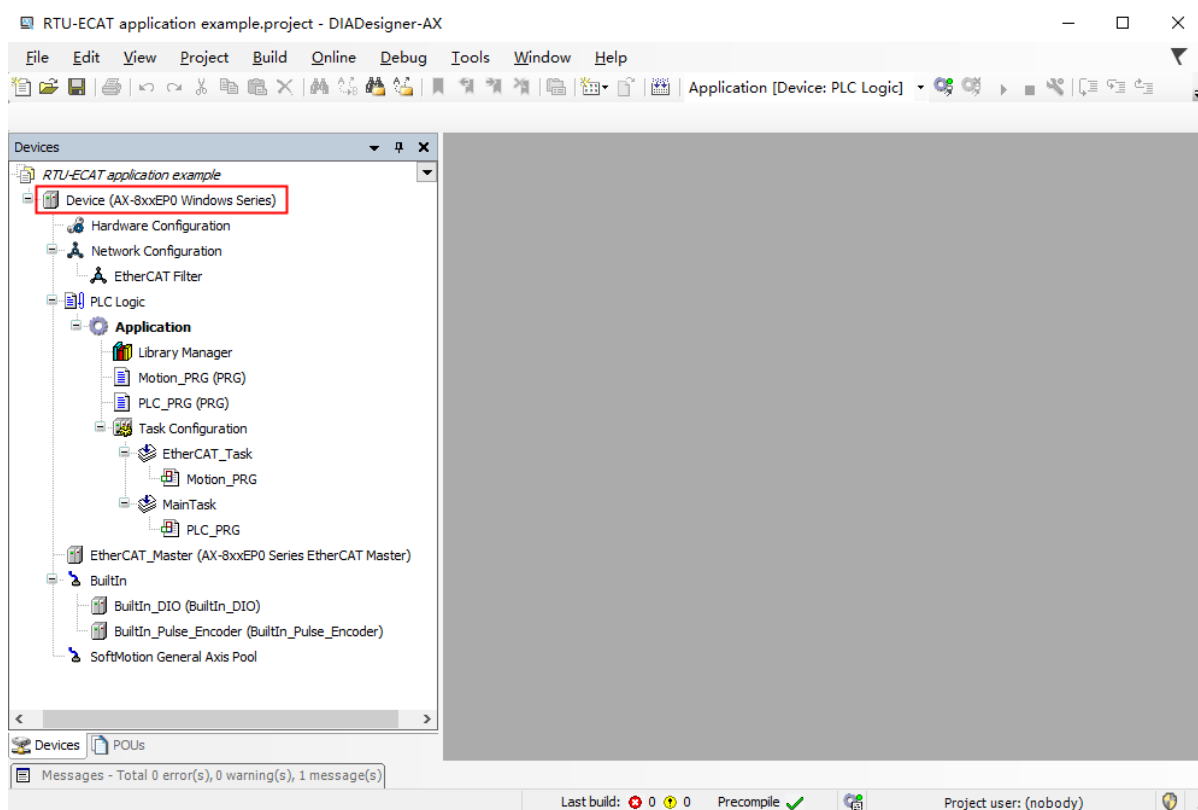 RTU-ECAT application example.project - DIADesigner-AX
File Edit View Project Build Online Debug Tools Window Help
Application [Device: PLC Logic]
Devices
RTU-ECAT application example
Device (AX-8xxEP0 Windows Series)
Hardware Configuration
Network Configuration
EtherCAT Filter
PLC Logic
Application
Library Manager
Motion_PRG (PRG)
PLC_PRG (PRG)
Task Configuration
EtherCAT_Task
Motion_PRG
MainTask
PLC_PRG
EtherCAT_Master (AX-8xxEP0 Series EtherCAT Master)
BuiltIn
BuiltIn_DIO (BuiltIn_DIO)
BuiltIn_Pulse_Encoder (BuiltIn_Pulse_Encoder)
SoftMotion General Axis Pool
Devices POUs
Messages - Total 0 error(s), 0 warning(s), 1 message(s)
Last build: 0 0 Precompile Project user: (nobody)